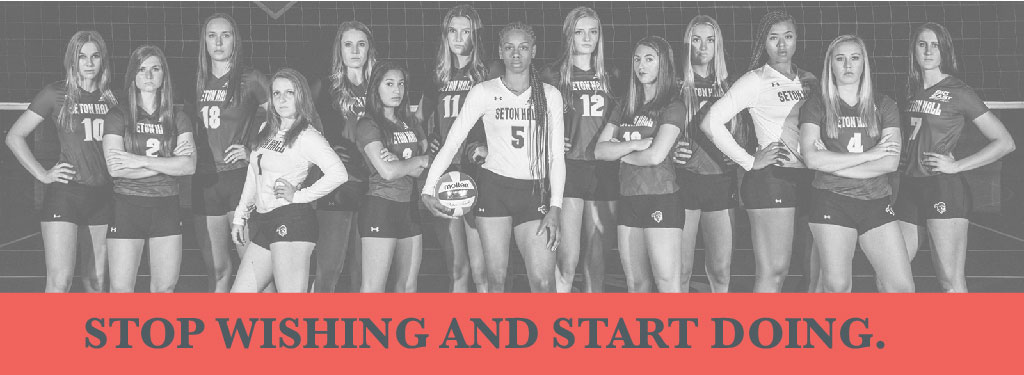 SETON HALL
10
SETON HALL
2
SETON HALL
18
1
11
SETON HALL
5
molten
12
SETON HALL
SETON
SETON HALL
4
SETON HALL
7
STOP WISHING AND START DOING.